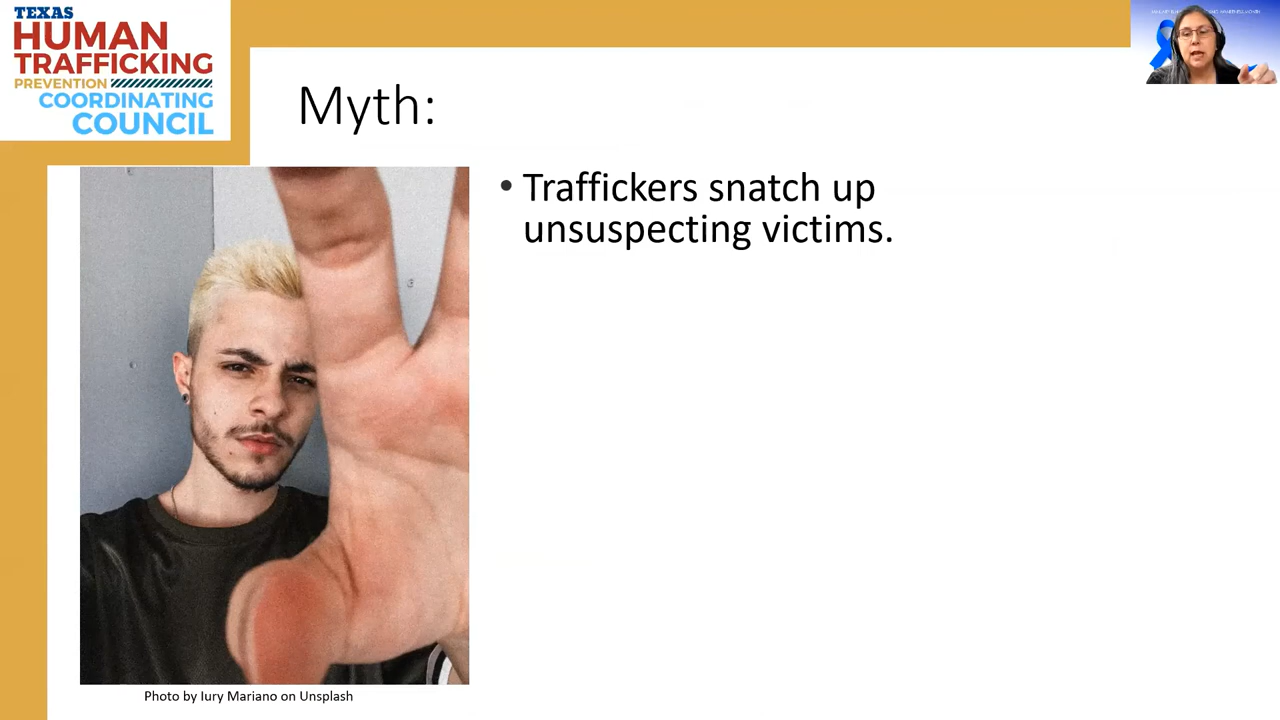 TEXAS
HUMAN
TRAFFICKING
PREVENTION
COORDINATING
COUNCIL
Myth:
• Traffickers snatch up
unsuspecting victims.
Photo by Iury Mariano on Unsplash